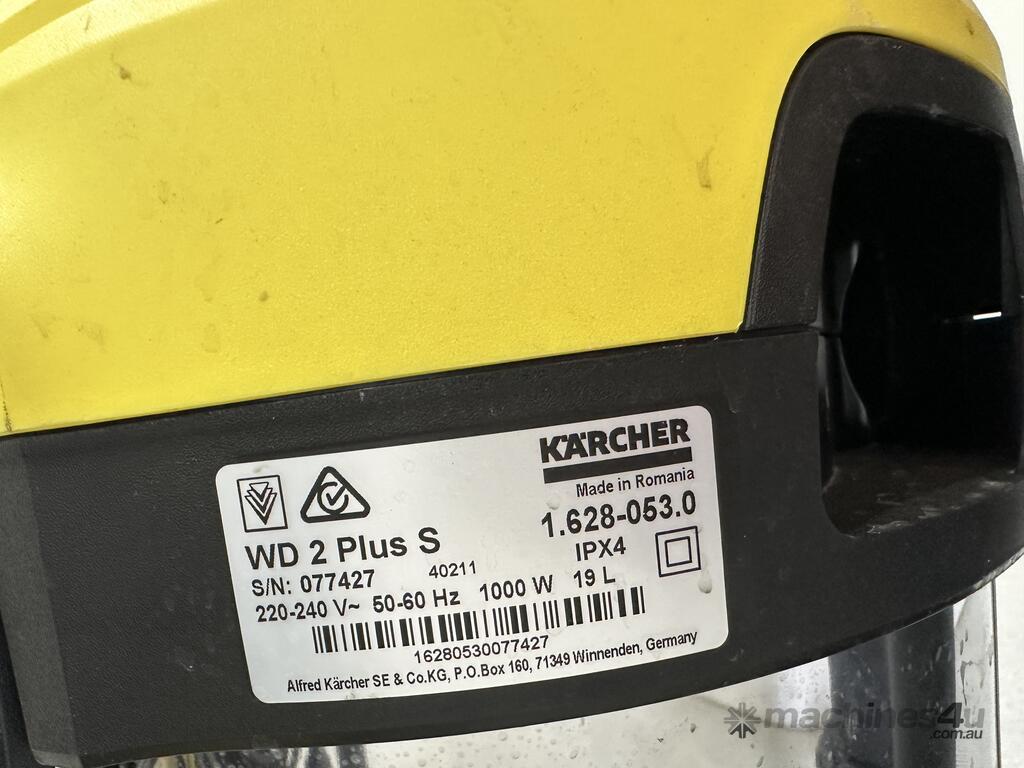 KÄRCHER
Made in Romania
1.628-053.0
WD 2 Plus S
IPX4
S/N: 077427
40211
220-240 V~ 50-60 Hz 1000 W 19 L
16280530077427
Alfred Kärcher SE & Co.KG, P.O.Box 160, 71349 Winnenden, Germany
machines4u
.com.au